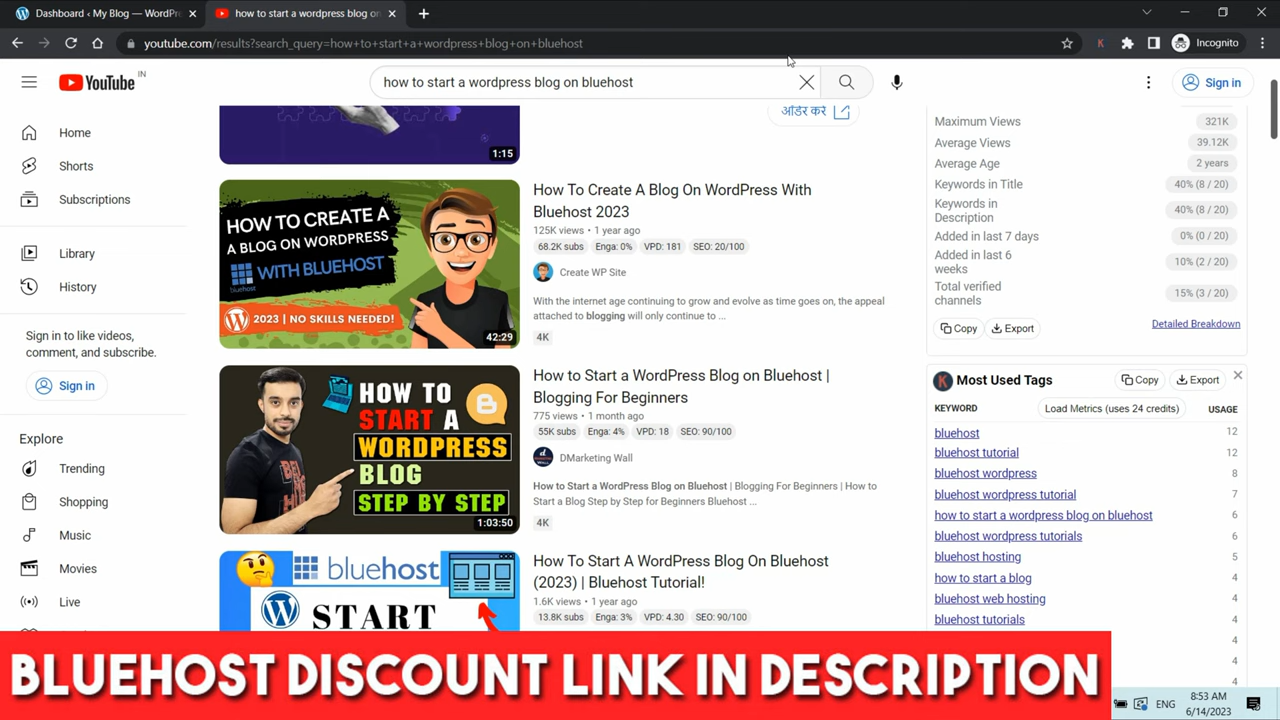 Dashboard ‹ My Blog — WordPr
how to start a wordpress blog on
youtube.com/results?search_query=how+to+start+a+wordpress+blog+on+bluehost
Incognito
YouTube IN
how to start a wordpress blog on bluehost
Sign in
Home
Shorts
Subscriptions
Library
History
Sign in to like videos,
comment, and subscribe.
Sign in
Explore
Trending
Shopping
Music
Movies
Live
1:15
ऑर्डर करें
HOW TO CREATE A
A BLOG ON WORDPRESS
WITH BLUEHOST
bluehost
2023 | NO SKILLS NEEDED!
42:29
How To Create A Blog On WordPress With
Bluehost 2023
125K views • 1 year ago
68.2K subs Enga: 0% VPD: 181 SEO: 20/100
Create WP Site
With the internet age continuing to grow and evolve as time goes on, the appeal
attached to blogging will only continue to ...
4K
HOW TO
START A
WORDPRESS
BLOG
STEP BY STEP
1:03:50
How to Start a WordPress Blog on Bluehost |
Blogging For Beginners
775 views • 1 month ago
55K subs Enga: 4% VPD: 18 SEO: 90/100
DMarketing Wall
How to Start a WordPress Blog on Bluehost | Blogging For Beginners | How to
Start a Blog Step by Step for Beginners Bluehost ...
4K
bluehost
START
How To Start A WordPress Blog On Bluehost
(2023) | Bluehost Tutorial!
1.6K views • 1 year ago
13.8K subs Enga: 3% VPD: 4.30 SEO: 90/100
Maximum Views 321K
Average Views 39.12K
Average Age 2 years
Keywords in Title 40% (8 / 20)
Keywords in
Description 40% (8 / 20)
Added in last 7 days 0% (0 / 20)
Added in last 6
weeks 10% (2 / 20)
Total verified
channels 15% (3 / 20)
Copy Export Detailed Breakdown
Most Used Tags Copy Export
KEYWORD Load Metrics (uses 24 credits) USAGE
bluehost 12
bluehost tutorial 12
bluehost wordpress 8
bluehost wordpress tutorial 7
how to start a wordpress blog on bluehost 6
bluehost wordpress tutorials 6
bluehost hosting 5
how to start a blog 4
bluehost web hosting 4
bluehost tutorials 4
4
4
4
BLUEHOST DISCOUNT LINK IN DESCRIPTION
ENG
8:53 AM
6/14/2023